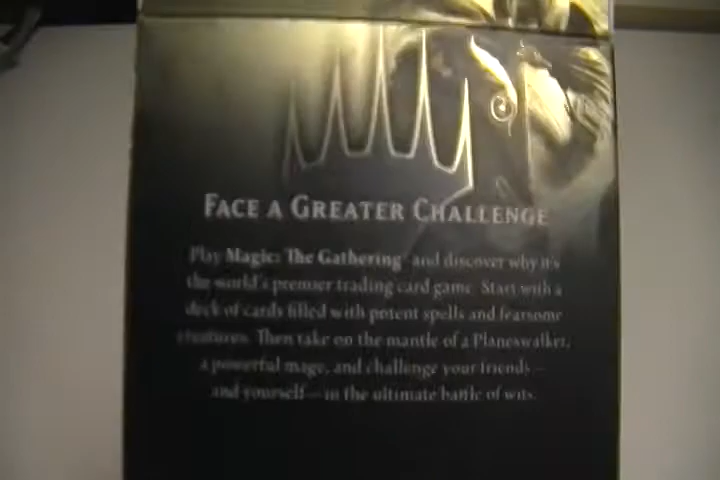 FACE A GREATER CHALLENGE
Play Magic: The Gathering and discover why it's
the world's premier trading card game. Start with a
deck of cards filled with potent spells and fearsome
creatures. Then take on the mantle of a Planeswalker,
a powerful mage, and challenge your friends—
and yourself—in the ultimate battle of wits.